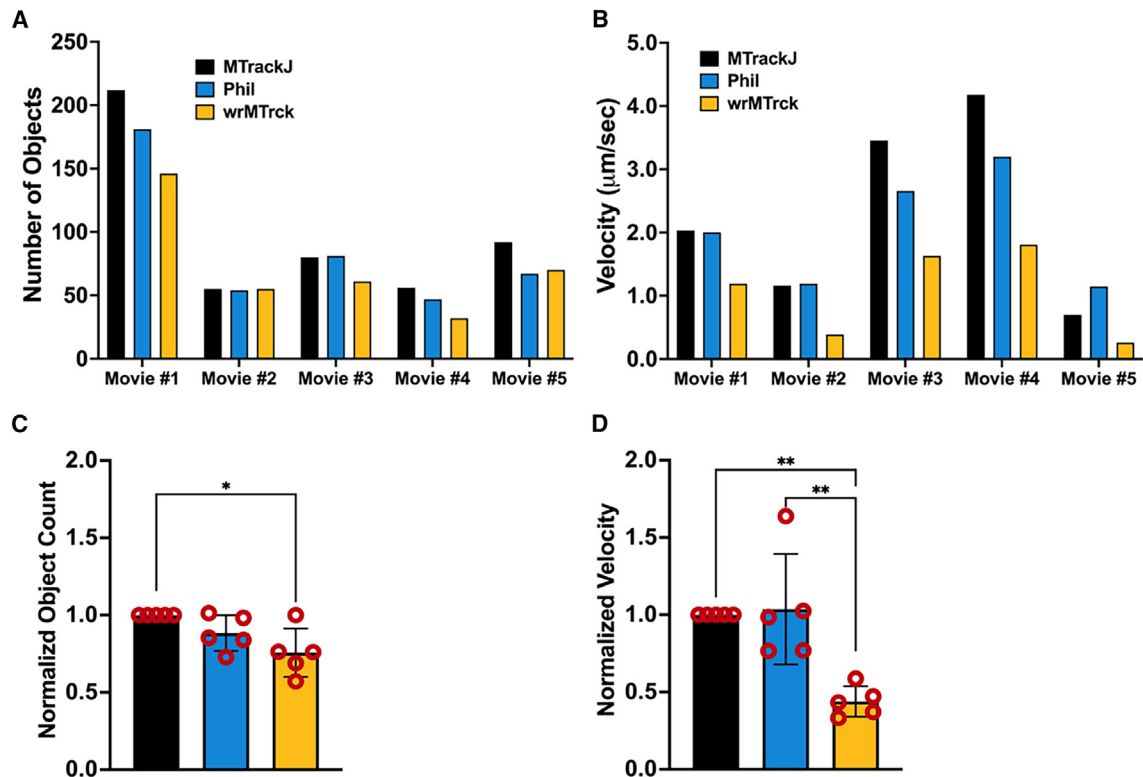 A
Number of Objects
250
200
150
100
50
0
MTrackJ
Phil
wrMTrck
Movie #1 Movie #2 Movie #3 Movie #4 Movie #5
B
Velocity (μm/sec)
5.0
4.0
3.0
2.0
1.0
0.0
MTrackJ
Phil
wrMTrck
Movie #1 Movie #2 Movie #3 Movie #4 Movie #5
C
Normalizd Object Count
2.0
1.5
1.0
0.5
0.0
*
D
Normalized Velocity
2.0
1.5
1.0
0.5
0.0
**
**